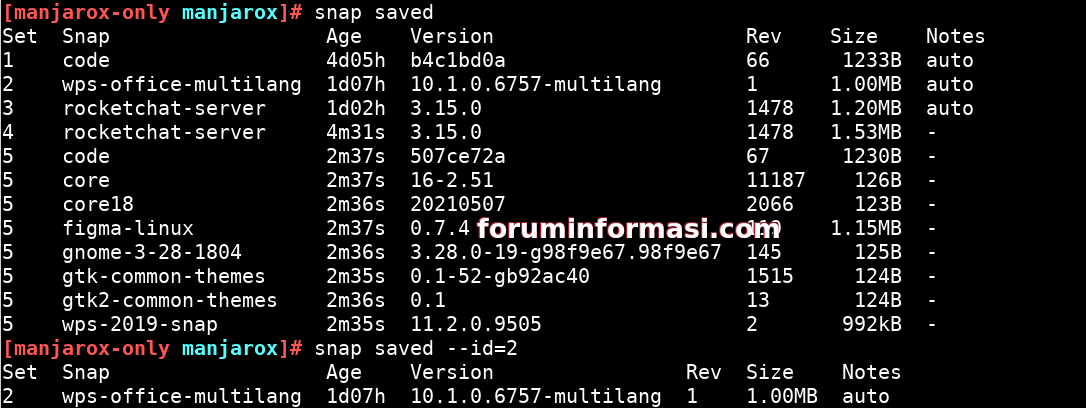 [manjarox-only manjarox]# snap saved
Set Snap Age Version Rev Size Notes
1 code 4d05h b4c1bd0a 66 1233B auto
2 wps-office-multilang 1d07h 10.1.0.6757-multilang 1 1.00MB auto
3 rocketchat-server 1d02h 3.15.0 1478 1.20MB auto
4 rocketchat-server 4m31s 3.15.0 1478 1.53MB -
5 code 2m37s 507ce72a 67 1230B -
5 core 2m37s 16-2.51 11187 126B -
5 core18 2m36s 20210507 2066 123B -
5 figma-linux 2m37s 0.7.4 foruminformasi.com 1.15MB -
5 gnome-3-28-1804 2m36s 3.28.0-19-g98f9e67.98f9e67 145 125B -
5 gtk-common-themes 2m35s 0.1-52-gb92ac40 1515 124B -
5 gtk2-common-themes 2m36s 0.1 13 124B -
5 wps-2019-snap 2m35s 11.2.0.9505 2 992kB -
[manjarox-only manjarox]# snap saved --id=2
Set Snap Age Version Rev Size Notes
2 wps-office-multilang 1d07h 10.1.0.6757-multilang 1 1.00MB auto